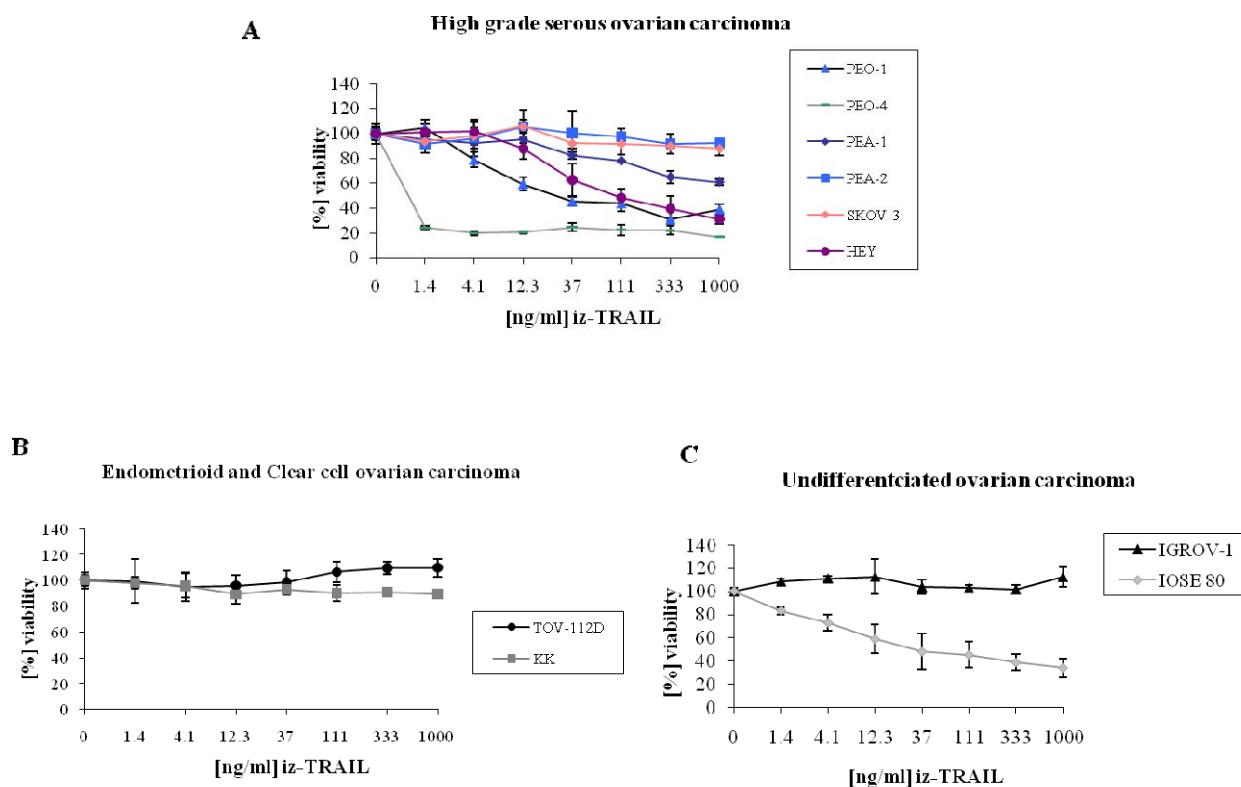 A
High grade serous ovarian carcinoma
PEO-1
PEO-4
PEA-1
PEA-2
SKOV 3
HEY
140
120
100
80
60
40
20
0
[%] viability
0 1.4 4.1 12.3 37 111 333 1000
[ng/ml] iz-TRAIL
B
Endometrioid and Clear cell ovarian carcinoma
140
120
100
80
60
40
20
0
[%] viability
TOV-112D
KK
0 1.4 4.1 12.3 37 111 333 1000
[ng/ml] iz-TRAIL
C
Undifferentciated ovarian carcinoma
IGROV-1
IOSE 80
140
120
100
80
60
40
20
0
[%] viability
0 1.4 4.1 12.3 37 111 333 1000
[ng/ml] iz-TRAIL